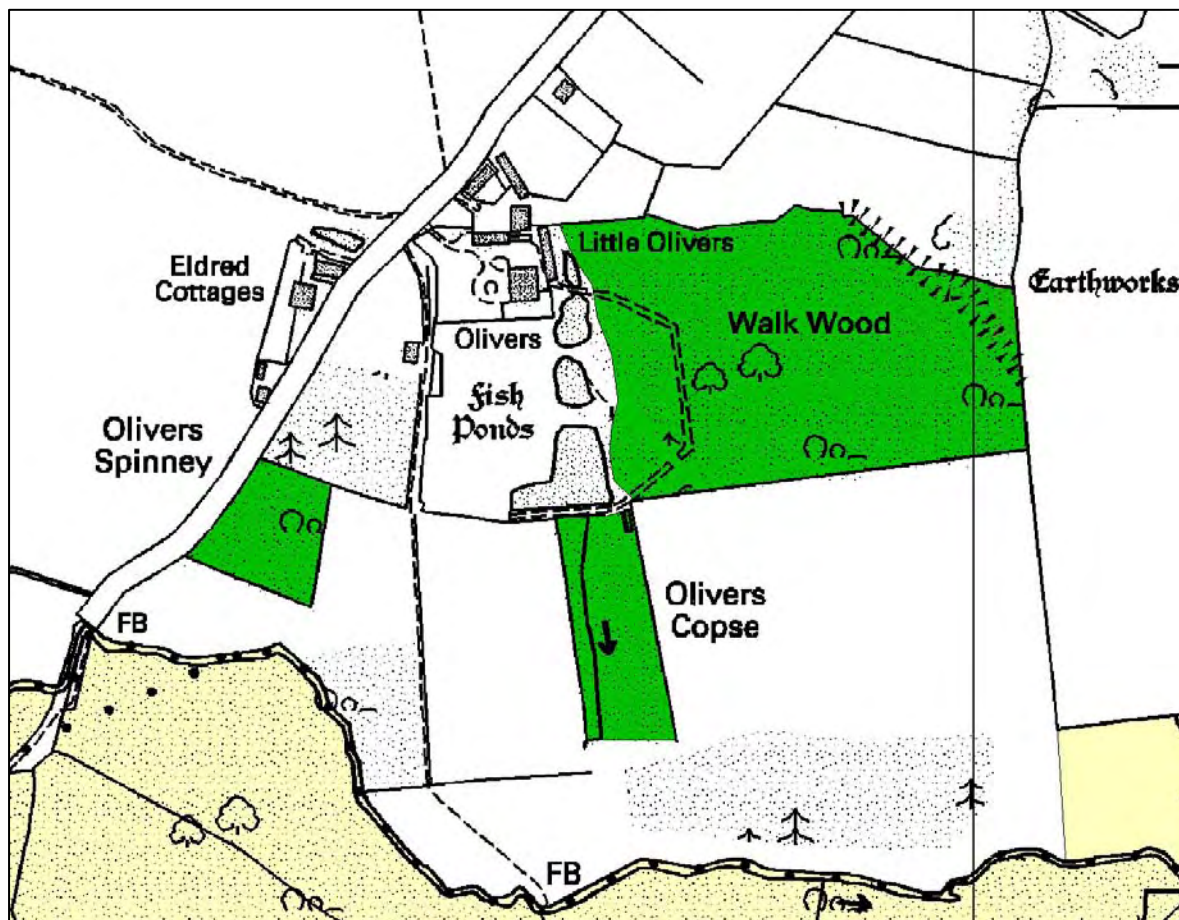 Little Olivers
Eldred
Cottages
Earthworks
Walk Wood
Olivers
Fish
Ponds
Olivers
Spinney
Olivers
Copse
FB
FB